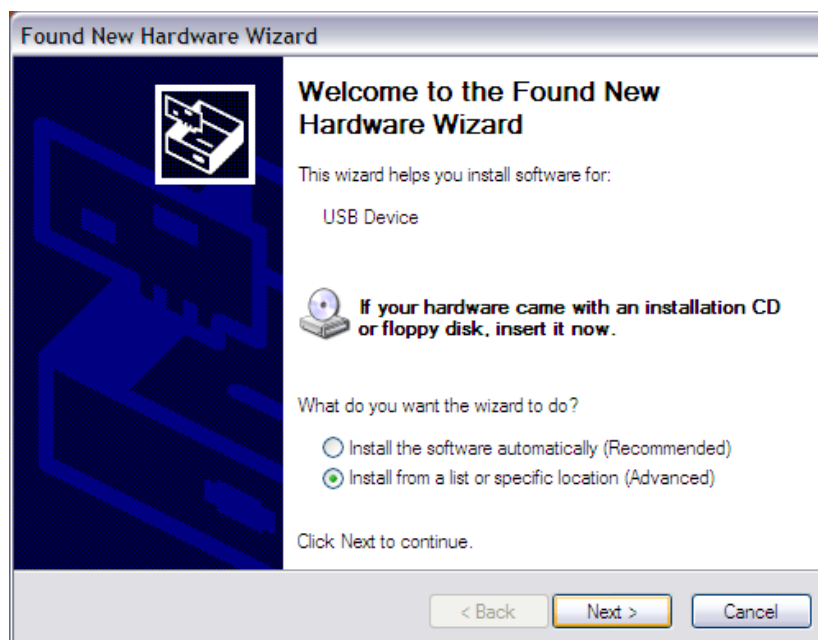 Found New Hardware Wizard
Welcome to the Found New
Hardware Wizard
This wizard helps you install software for:
USB Device
If your hardware came with an installation CD
or floppy disk, insert it now.
What do you want the wizard to do?
Install the software automatically (Recommended)
Install from a list or specific location (Advanced)
Click Next to continue.
< Back
Next >
Cancel